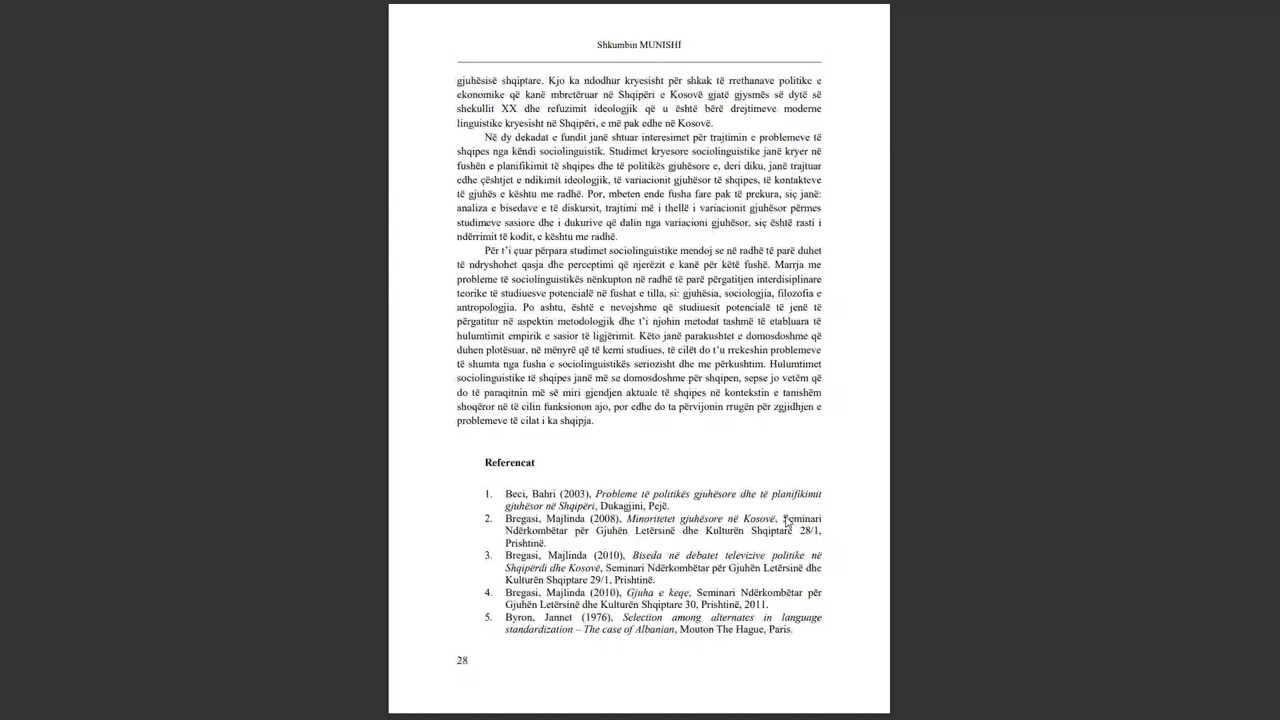 Shkumbin MUNISHI
gjuhësisë shqiptare. Kjo ka ndodhur kryesisht për shkak të rrethanave politike e
ekonomike që kanë mbretëruar në Shqipëri e Kosovë gjatë gjysmës së dytë së
shekullit XX dhe refuzimit ideologjik që u është bërë drejtimeve moderne
linguistike kryesisht në Shqipëri, e më pak edhe në Kosovë.
Në dy dekadat e fundit janë shtuar interesimet për trajtimin e problemeve të
shqipes nga këndi sociolinguistik. Studimet kryesore sociolinguistike janë kryer në
fushën e planifikimit të shqipes dhe të politikës gjuhësore e, deri diku, janë trajtuar
edhe çështjet e ndikimit ideologjik, të variacionit gjuhësor të shqipes, të kontakteve
të gjuhës e kështu me radhë. Por, mbeten ende fusha fare pak të prekura, siç janë:
analiza e bisedave e të diskursit, trajtimi më i thellë i variacionit gjuhësor përmes
studimeve sasiore dhe i dukurive që dalin nga variacioni gjuhësor, siç është rasti i
ndërrimit të kodit, e kështu me radhë.
Për t’i çuar përpara studimet sociolinguistike mendoj se në radhë të parë duhet
të ndryshohet qasja dhe perceptimi që njerëzit e kanë për këtë fushë. Marrja me
probleme të sociolinguistikës nënkupton në radhë të parë përgatitjen interdisiplinare
teorike të studiuesve potencialë në fushat e tilla, si: gjuhësia, sociologjia, filozofia e
antropologjia. Po ashtu, është e nevojshme që studiuesit potencialë të jenë të
përgatitur në aspektin metodologjik dhe t’i njohin metodat tashmë të etabluara të
hulumtimit empirik e sasior të ligjërimit. Këto janë parakushtet e domosdoshme që
duhen plotësuar, në mënyrë që të kemi studiues, të cilët do t’u rrekeshin problemeve
të shumta nga fusha e sociolinguistikës seriozisht dhe me përkushtim. Hulumtimet
sociolinguistike të shqipes janë më se domosdoshme për shqipen, sepse jo vetëm që
do të paraqitnin më së miri gjendjen aktuale të shqipes në kontekstin e tanishëm
shoqëror në të cilin funksionon ajo, por edhe do ta përvijonin rrugën për zgjidhjen e
problemeve të cilat i ka shqipja.
Referencat
1. Beci, Bahri (2003), Probleme të politikës gjuhësore dhe të planifikimit
gjuhësor në Shqipëri, Dukagjini, Pejë.
2. Bregasi, Majlinda (2008), Minoritetet gjuhësore në Kosovë, Seminari
Ndërkombëtar për Gjuhën Letërsinë dhe Kulturën Shqiptare 28/1,
Prishtinë.
3. Bregasi, Majlinda (2010), Biseda në debatet televizive politike në
Shqipërdi dhe Kosovë, Seminari Ndërkombëtar për Gjuhën Letërsinë dhe
Kulturën Shqiptare 29/1, Prishtinë.
4. Bregasi, Majlinda (2010), Gjuha e keqe, Seminari Ndërkombëtar për
Gjuhën Letërsinë dhe Kulturën Shqiptare 30, Prishtinë, 2011.
5. Byron, Jannet (1976), Selection among alternates in language
standardization – The case of Albanian, Mouton The Hague, Paris.
28